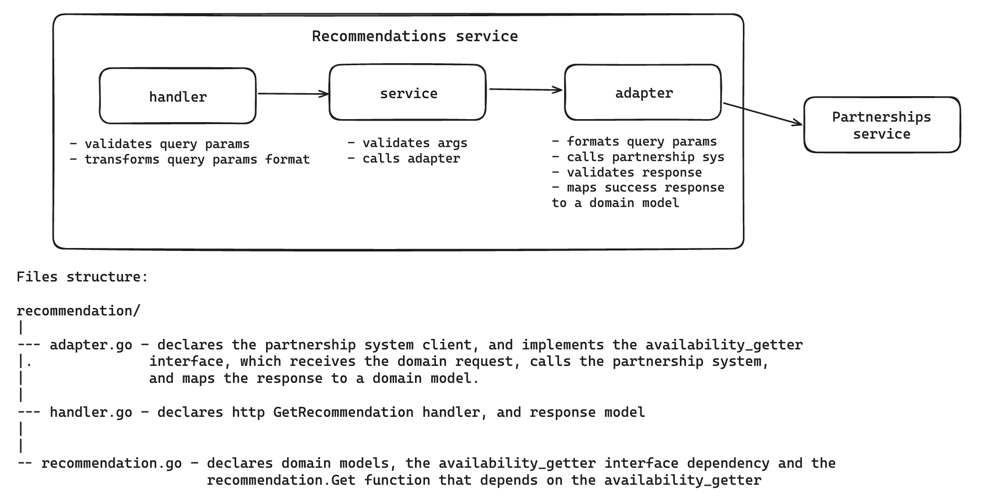 Recommendations service
handler
service
adapter
Partnerships
service
- validates query params
- transforms query params format
- validates args
- calls adapter
- formats query params
- calls partnership sys
- validates response
- maps success response
to a domain model
Files structure:
recommendation/
|
--- adapter.go - declares the partnership system client, and implements the availability_getter
|. interface, which receives the domain request, calls the partnership system,
| and maps the response to a domain model.
|
--- handler.go - declares http GetRecommendation handler, and response model
|
|
-- recommendation.go - declares domain models, the availability_getter interface dependency and the
recommendation.Get function that depends on the availability_getter